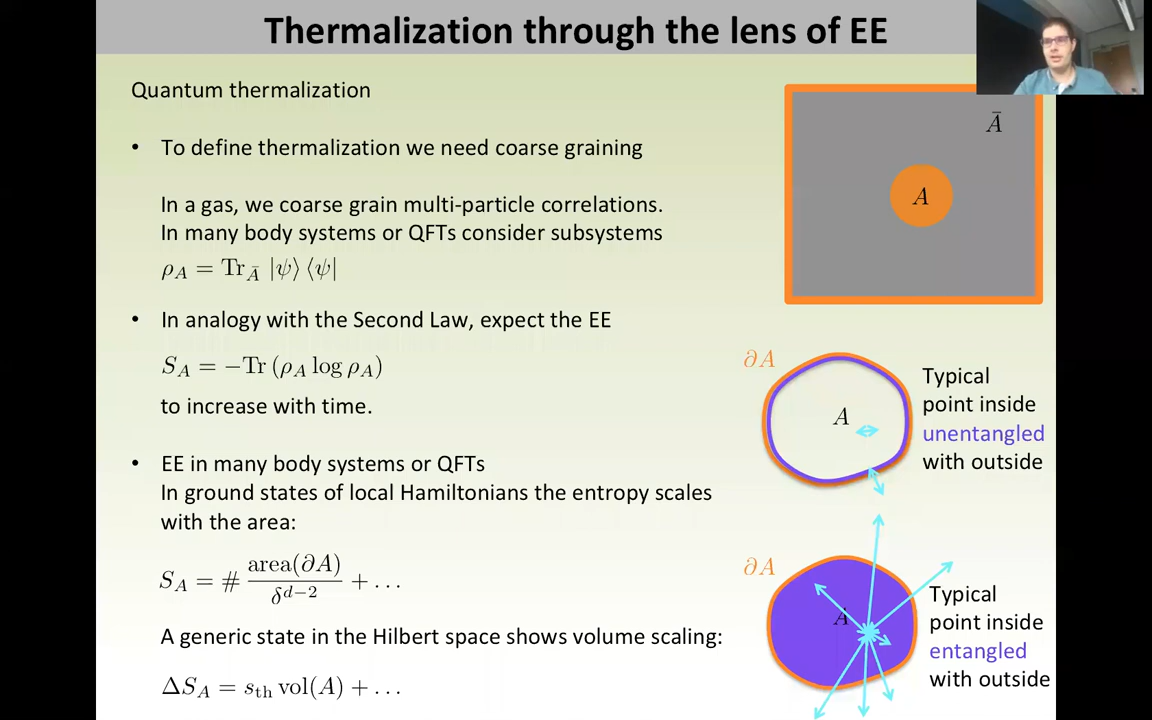 Thermalization through the lens of EE
Quantum thermalization
• To define thermalization we need coarse graining
In a gas, we coarse grain multi-particle correlations.
In many body systems or QFTs consider subsystems
ρ_A = Tr_Ā |ψ⟩⟨ψ|
• In analogy with the Second Law, expect the EE
S_A = −Tr (ρ_A log ρ_A)
to increase with time.
• EE in many body systems or QFTs
In ground states of local Hamiltonians the entropy scales
with the area:
S_A = # area(∂A) / δ^{d−2} + ...
A generic state in the Hilbert space shows volume scaling:
ΔS_A = s_th vol(A) + ...
Ā
A
∂A
A
Typical
point inside
unentangled
with outside
∂A
A
Typical
point inside
entangled
with outside